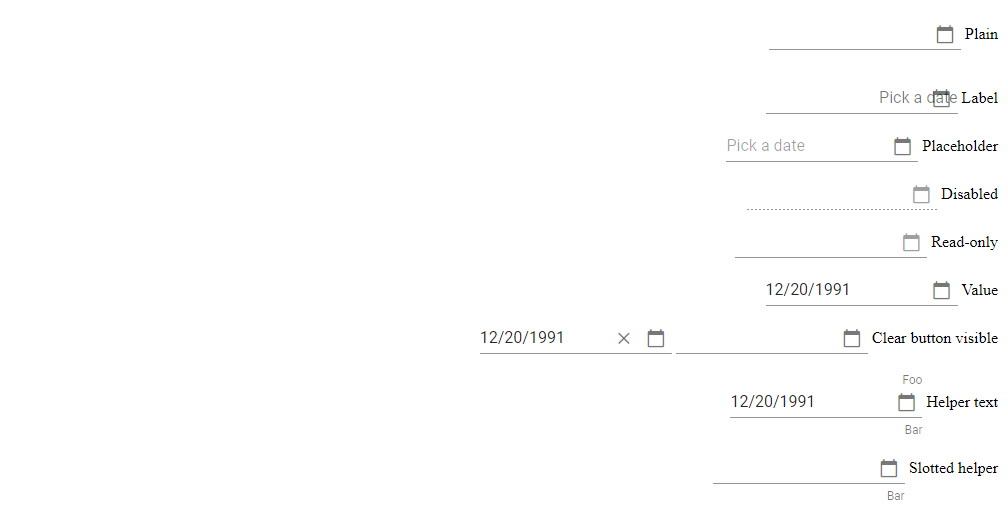 Plain
Pick a date Label
Pick a date Placeholder
Disabled
Read-only
12/20/1991 Value
12/20/1991 Clear button visible
Foo
12/20/1991 Helper text
Bar
Slotted helper
Bar